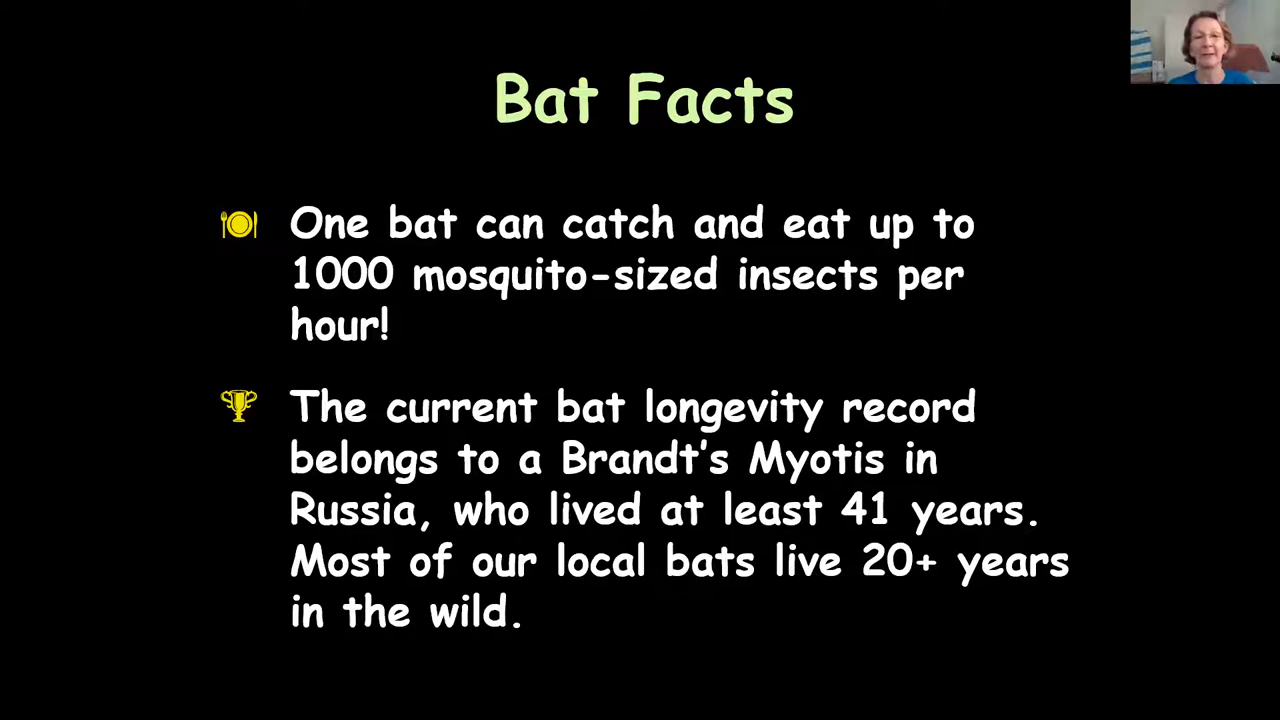 Bat Facts
One bat can catch and eat up to
1000 mosquito-sized insects per
hour!
The current bat longevity record
belongs to a Brandt's Myotis in
Russia, who lived at least 41 years.
Most of our local bats live 20+ years
in the wild.